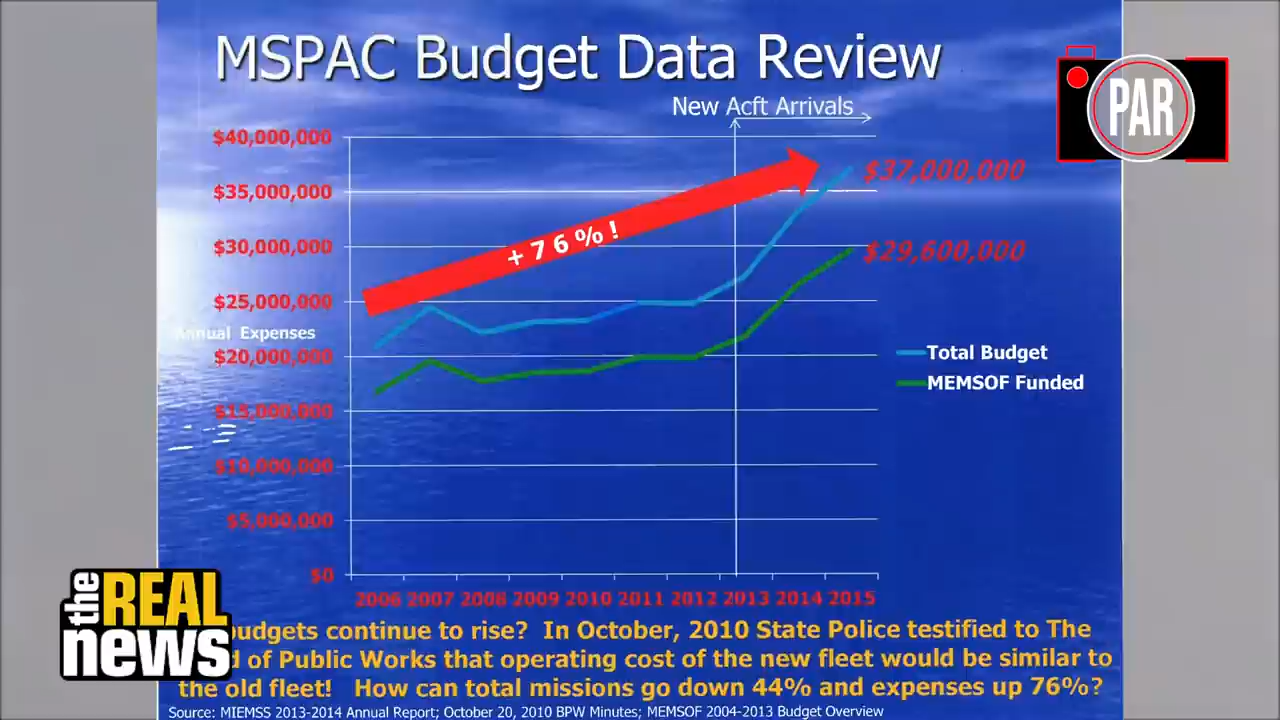 MSPAC Budget Data Review
New Acft Arrivals
PAR
$40,000,000
$37,000,000
$35,000,000
+76%!
$30,000,000
$29,600,000
$25,000,000
Annual Expenses
$20,000,000
Total Budget
MEMSOF Funded
$15,000,000
$10,000,000
$5,000,000
$0
2006 2007 2008 2009 2010 2011 2012 2013 2014 2015
budgets continue to rise? In October, 2010 State Police testified to The
of Public Works that operating cost of the new fleet would be similar to
the old fleet! How can total missions go down 44% and expenses up 76%?
Source: MIEMSS 2013-2014 Annual Report; October 20, 2010 BPW Minutes; MEMSOF 2004-2013 Budget Overview
the REAL
news